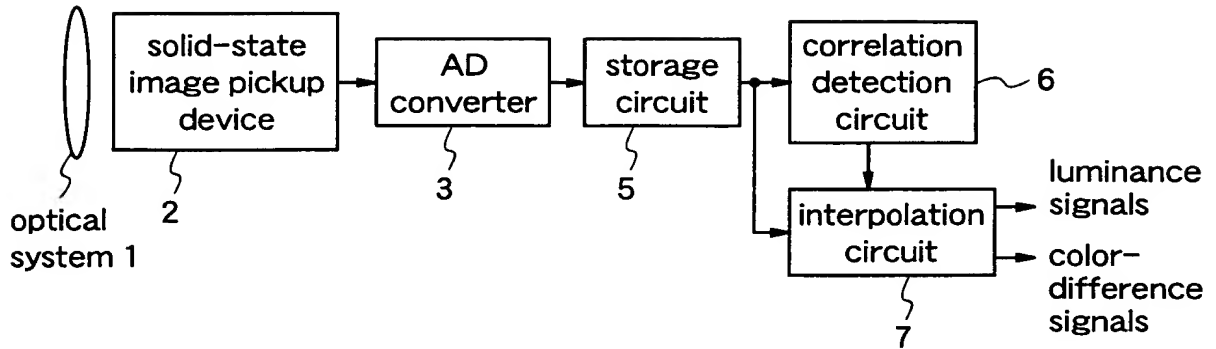 solid-state
image pickup
device
2
optical
system 1
AD
converter
3
storage
circuit
5
correlation
detection
circuit
6
interpolation
circuit
7
luminance
signals
color-
difference
signals